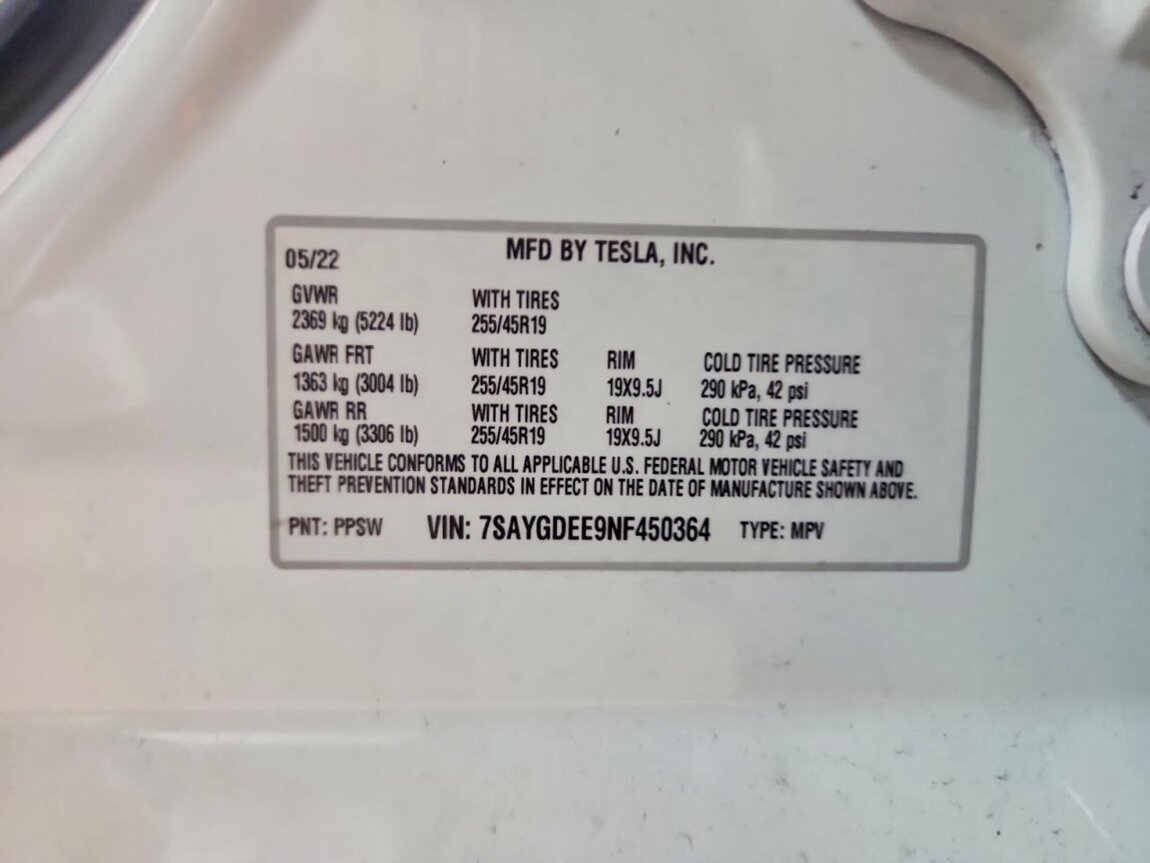 05/22 MFD BY TESLA, INC.
GVWR WITH TIRES
2369 kg (5224 lb) 255/45R19
GAWR FRT WITH TIRES RIM COLD TIRE PRESSURE
1363 kg (3004 lb) 255/45R19 19X9.5J 290 kPa, 42 psi
GAWR RR WITH TIRES RIM COLD TIRE PRESSURE
1500 kg (3306 lb) 255/45R19 19X9.5J 290 kPa, 42 psi
THIS VEHICLE CONFORMS TO ALL APPLICABLE U.S. FEDERAL MOTOR VEHICLE SAFETY AND
THEFT PREVENTION STANDARDS IN EFFECT ON THE DATE OF MANUFACTURE SHOWN ABOVE.
PNT: PPSW VIN: 7SAYGDEE9NF450364 TYPE: MPV